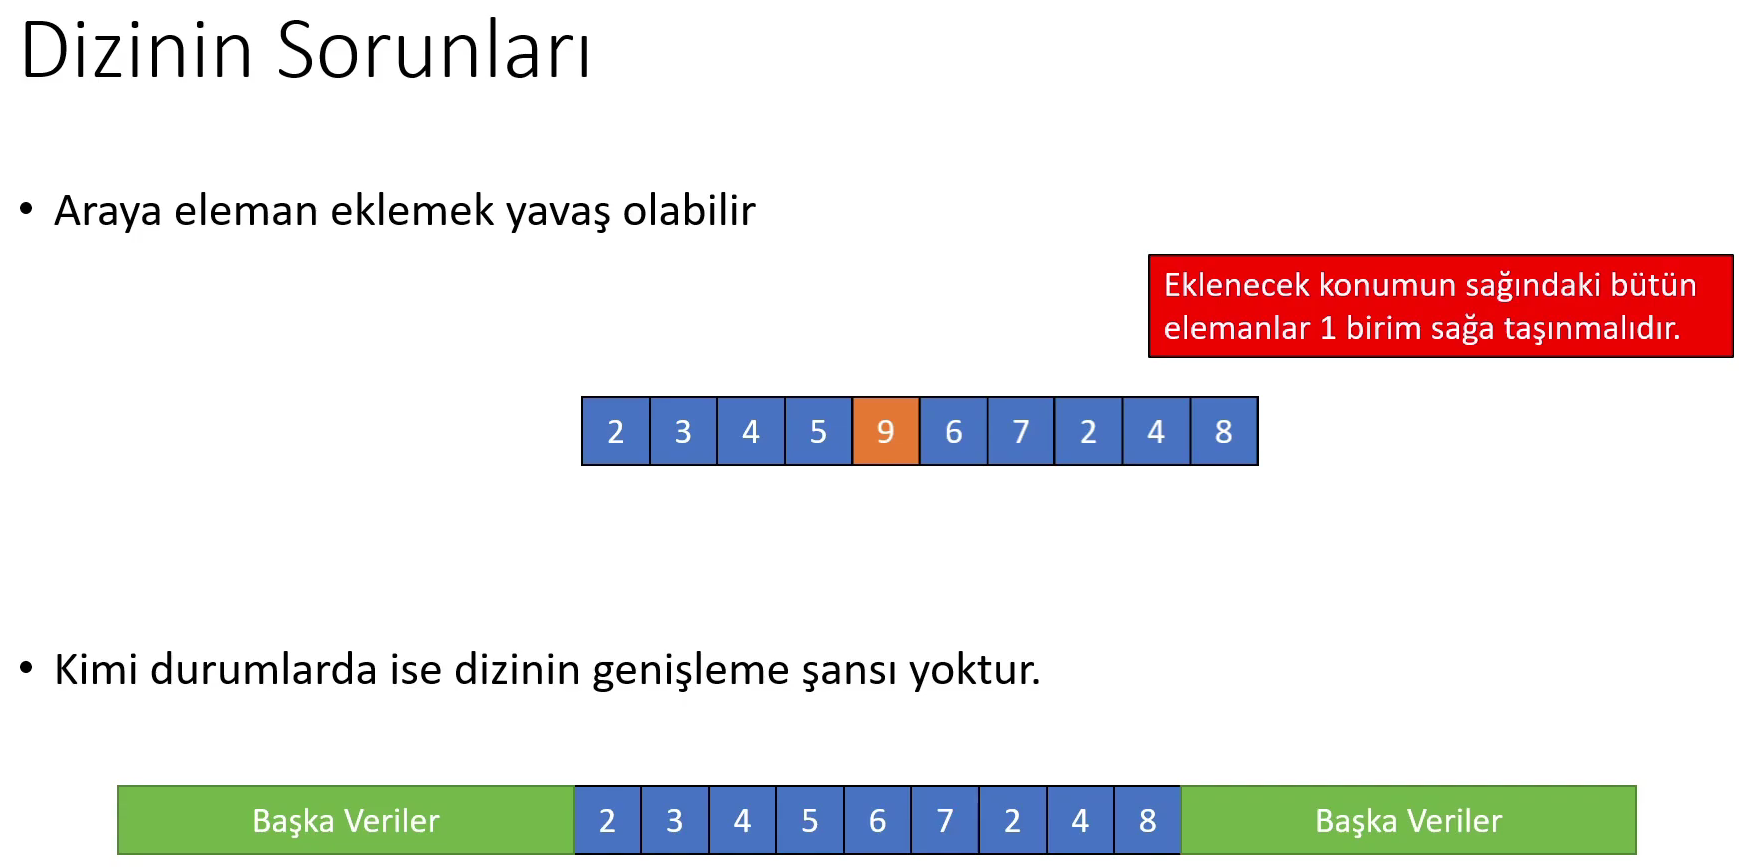 Dizinin Sorunları
• Araya eleman eklemek yavaş olabilir
Eklenecek konumun sağındaki bütün
elemanlar 1 birim sağa taşınmalıdır.
2 3 4 5 9 6 7 2 4 8
• Kimi durumlarda ise dizinin genişleme şansı yoktur.
Başka Veriler 2 3 4 5 6 7 2 4 8 Başka Veriler